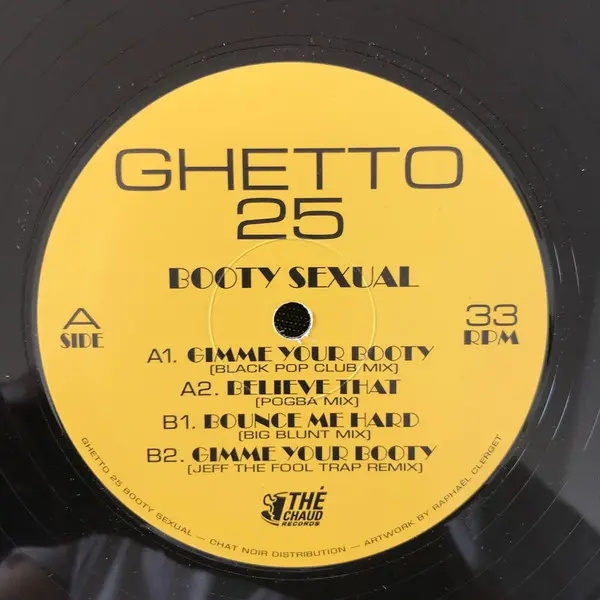 GHETTO
25
BOOTY SEXUAL
A
SIDE
33
RPM
A1. GIMME YOUR BOOTY
(BLACK POP CLUB MIX)
A2. BELIEVE THAT
(POGBA MIX)
B1. BOUNCE ME HARD
(BIG BLUNT MIX)
B2. GIMME YOUR BOOTY
(JEFF THE FOOL TRAP REMIX)
THÉ
CHAUD
RECORDS
GHETTO 25 BOOTY SEXUAL — CHAT NOIR DISTRIBUTION — ARTWORK BY RAPHAËL CLERGET